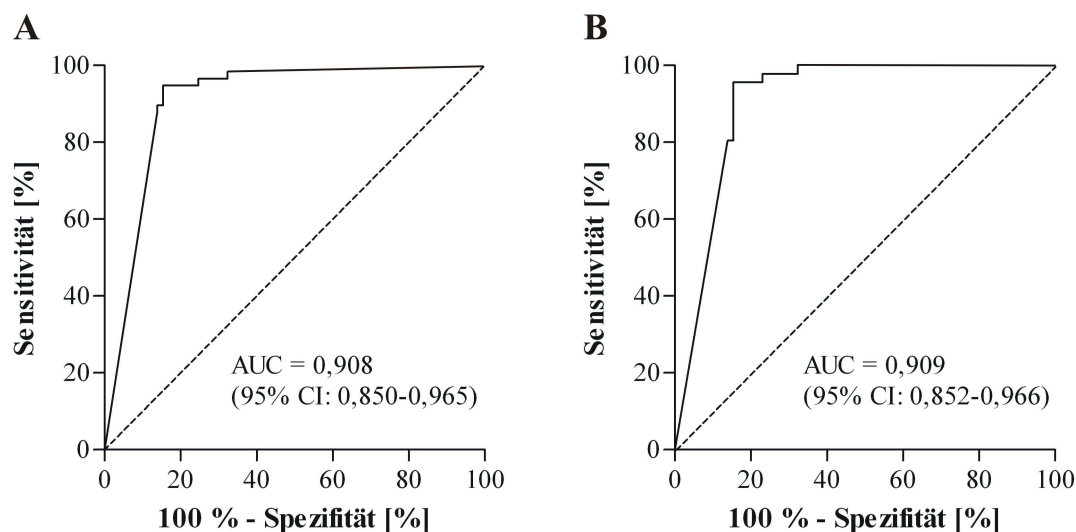 A
100
80
60
40
20
0
Sensitivität [%]
AUC = 0,908
(95% CI: 0,850-0,965)
0 20 40 60 80 100
100 % - Spezifität [%]
B
100
80
60
40
20
0
Sensitivität [%]
AUC = 0,909
(95% CI: 0,852-0,966)
0 20 40 60 80 100
100 % - Spezifität [%]